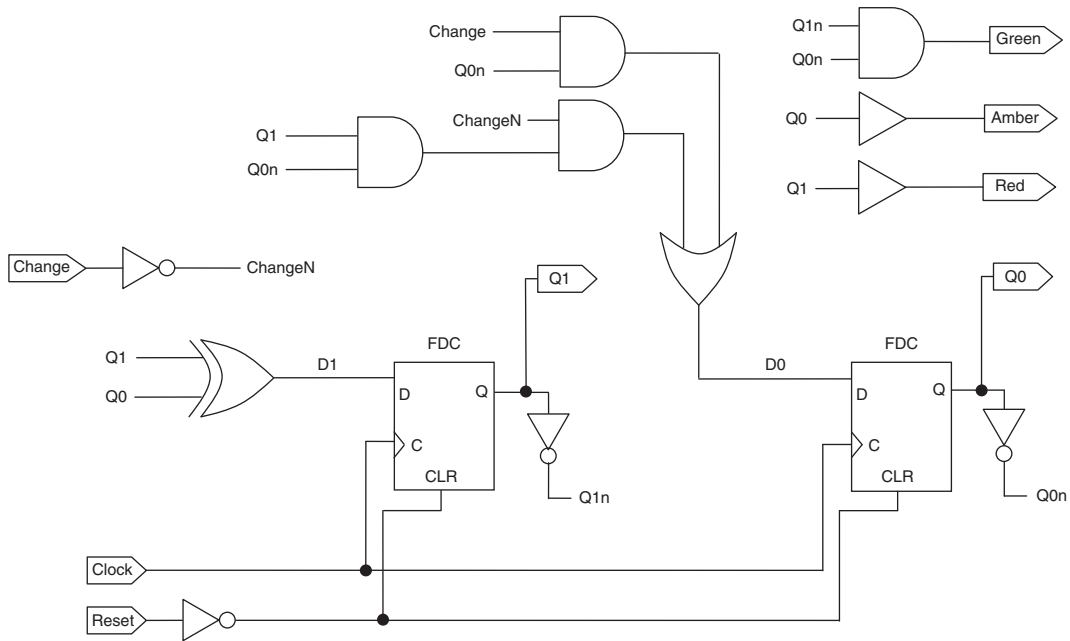 Change
Q0n
Q1n
Q0n
Green
ChangeN
Q1
Q0n
Q0
Amber
Q1
Red
Change
ChangeN
Q1
Q0
Q1
Q0
D1
FDC
D
Q
C
CLR
Q1n
D0
FDC
D
Q
C
CLR
Q0n
Clock
Reset